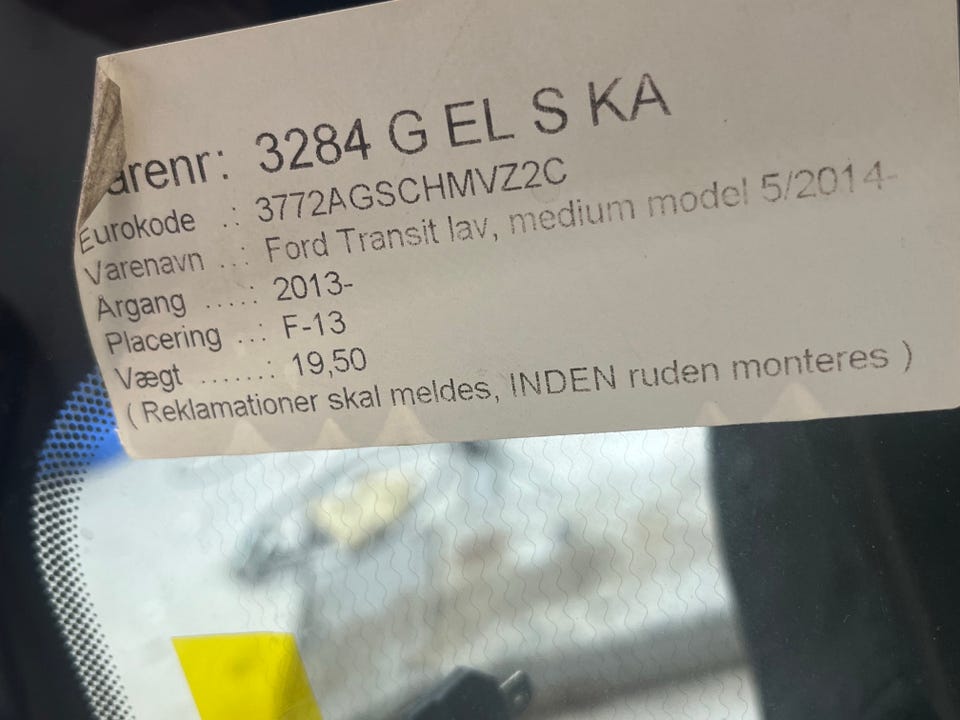 arenr: 3284 G EL S KA
Eurokode ..: 3772AGSCHMVZ2C
Varenavn ...: Ford Transit lav, medium model 5/2014-
Argang .....: 2013-
Placering ...: F-13
Vægt .......: 19,50
( Reklamationer skal meldes, INDEN ruden monteres )